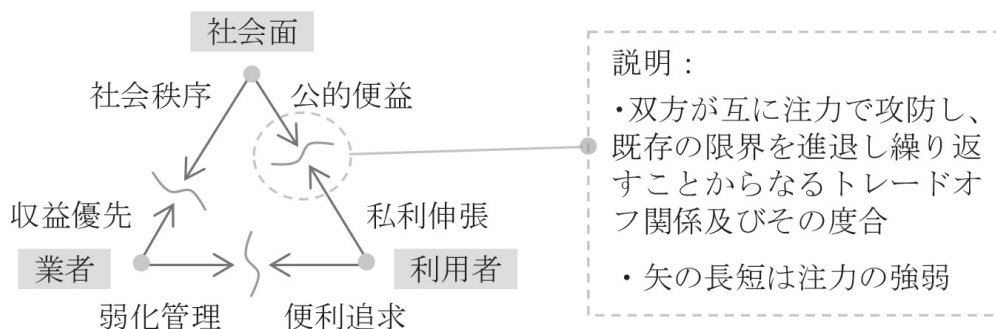 社会面
社会秩序
公的便益
収益優先
私利伸張
業者
利用者
弱化管理
便利追求
説明：
・双方が互に注力で攻防し、
既存の限界を進退し繰り返
すことからなるトレードオ
フ関係及びその度合
・矢の長短は注力の強弱